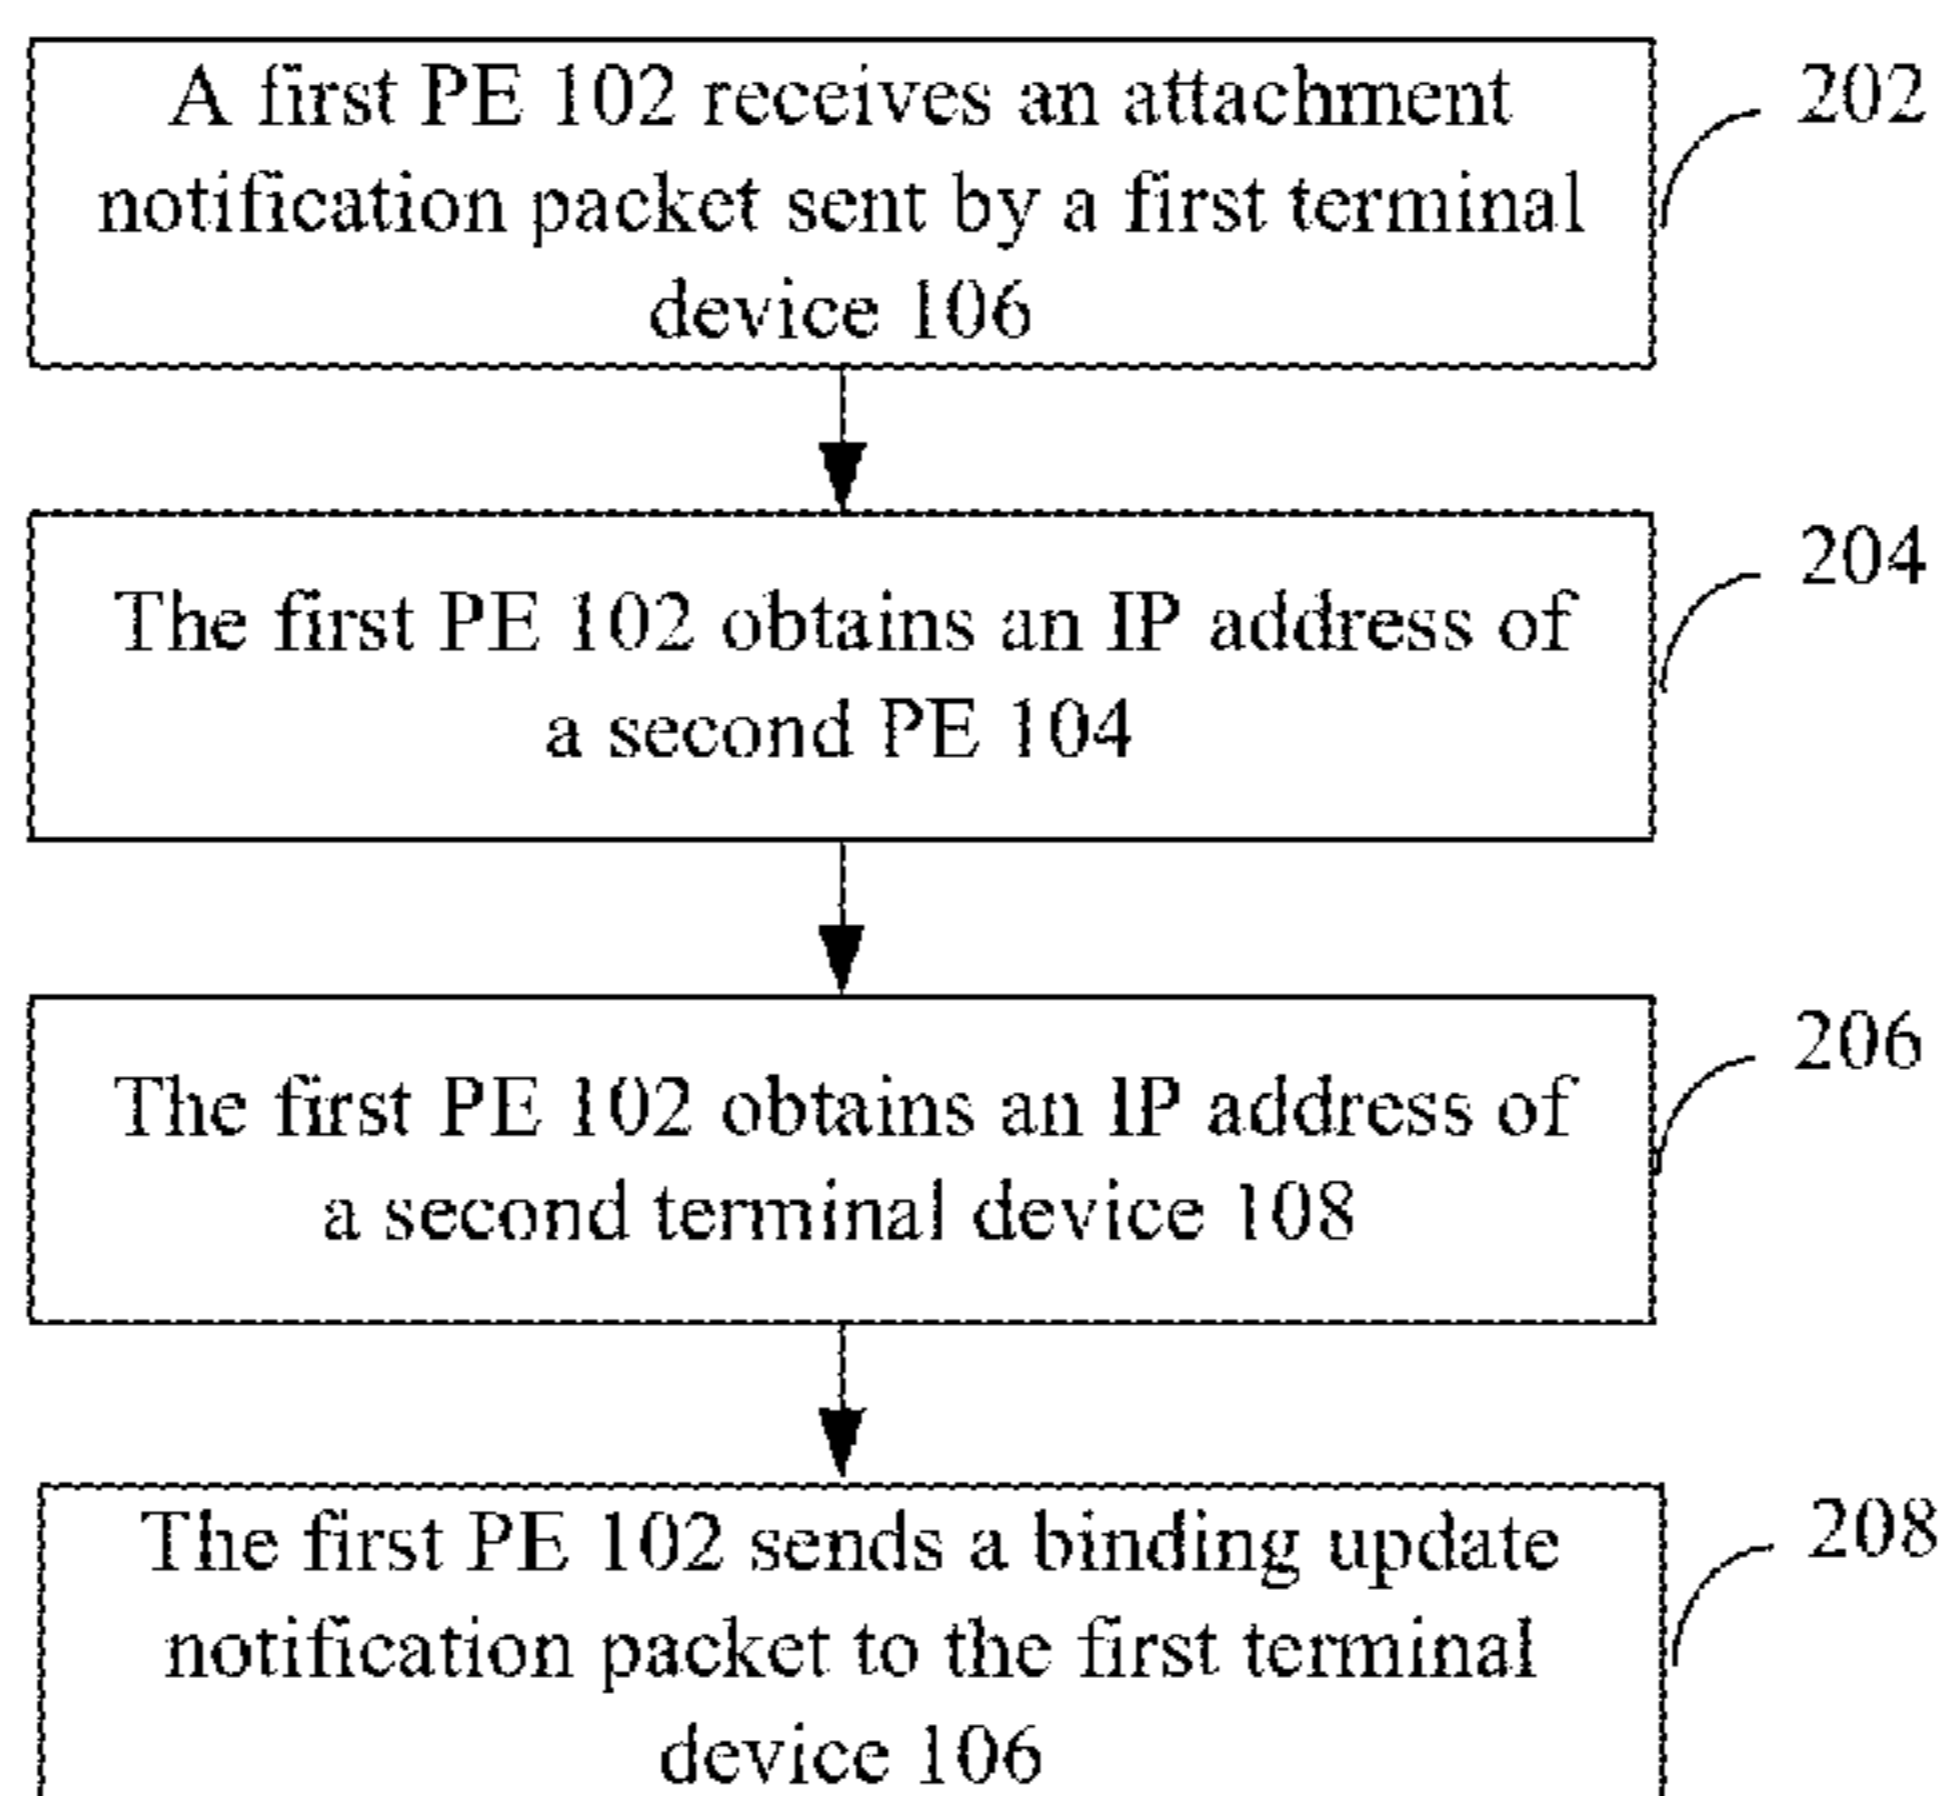 A first PE 102 receives an attachment
notification packet sent by a first terminal
device 106
202
The first PE 102 obtains an IP address of
a second PE 104
204
The first PE 102 obtains an IP address of
a second terminal device 108
206
The first PE 102 sends a binding update
notification packet to the first terminal
device 106
208